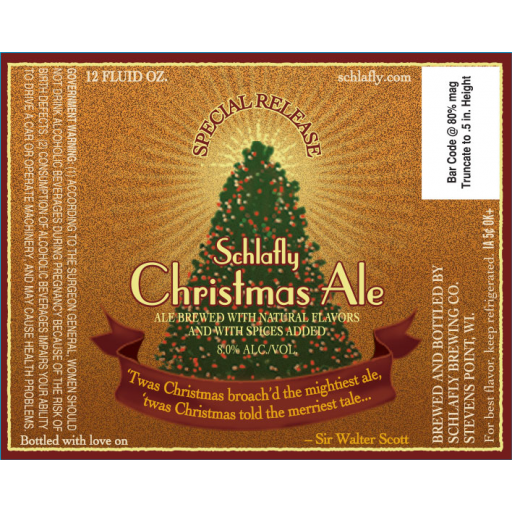 12 FLUID OZ.
schlafly.com
SPECIAL RELEASE
Schlafly
Christmas Ale
ALE BREWED WITH NATURAL FLAVORS
AND WITH SPICES ADDED
8.0% ALC./VOL.
'Twas Christmas broach'd the mightiest ale,
'twas Christmas told the merriest tale...
– Sir Walter Scott
Bottled with love on
GOVERNMENT WARNING: (1) ACCORDING TO THE SURGEON GENERAL, WOMEN SHOULD
NOT DRINK ALCOHOLIC BEVERAGES DURING PREGNANCY BECAUSE OF THE RISK OF
BIRTH DEFECTS. (2) CONSUMPTION OF ALCOHOLIC BEVERAGES IMPAIRS YOUR ABILITY
TO DRIVE A CAR OR OPERATE MACHINERY, AND MAY CAUSE HEALTH PROBLEMS.
Bar Code @ 80% mag
Truncate to .5 in. Height
BREWED AND BOTTLED BY
SCHLAFLY BREWING CO.
STEVENS POINT, WI.
For best flavor, keep refrigerated. IA 5¢ OK+